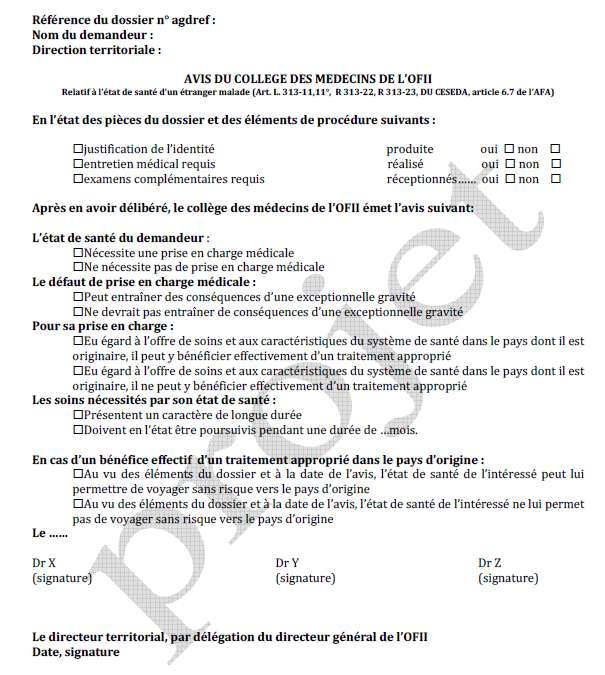 Référence du dossier n° agdref :
Nom du demandeur :
Direction territoriale :
AVIS DU COLLEGE DES MEDECINS DE L'OFII
Relatif à l'état de santé d'un étranger malade (Art. L. 313-11,11°, R 313-22, R 313-23, DU CESEDA, article 6.7 de l'AFA)
En l'état des pièces du dossier et des éléments de procédure suivants :
☐justification de l'identité produite oui ☐ non ☐
☐entretien médical requis réalisé oui ☐ non ☐
☐examens complémentaires requis réceptionnés...... oui ☐ non ☐
Après en avoir délibéré, le collège des médecins de l'OFII émet l'avis suivant:
L'état de santé du demandeur :
☐Nécessite une prise en charge médicale
☐Ne nécessite pas de prise en charge médicale
Le défaut de prise en charge médicale :
☐Peut entraîner des conséquences d'une exceptionnelle gravité
☐Ne devrait pas entraîner de conséquences d'une exceptionnelle gravité
Pour sa prise en charge :
☐Eu égard à l'offre de soins et aux caractéristiques du système de santé dans le pays dont il est
originaire, il peut y bénéficier effectivement d'un traitement approprié
☐Eu égard à l'offre de soins et aux caractéristiques du système de santé dans le pays dont il est
originaire, il ne peut y bénéficier effectivement d'un traitement approprié
Les soins nécessités par son état de santé :
☐Présentent un caractère de longue durée
☐Doivent en l'état être poursuivis pendant une durée de ...mois.
En cas d'un bénéfice effectif d'un traitement approprié dans le pays d'origine :
☐Au vu des éléments du dossier et à la date de l'avis, l'état de santé de l'intéressé peut lui
permettre de voyager sans risque vers le pays d'origine
☐Au vu des éléments du dossier et à la date de l'avis, l'état de santé de l'intéressé ne lui permet
pas de voyager sans risque vers le pays d'origine
Le ......
Dr X Dr Y Dr Z
(signature) (signature) (signature)
Le directeur territorial, par délégation du directeur général de l'OFII
Date, signature
projet